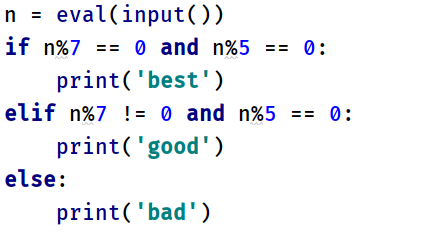 n = eval(input())
if n%7 == 0 and n%5 == 0:
    print('best')
elif n%7 != 0 and n%5 == 0:
    print('good')
else:
    print('bad')